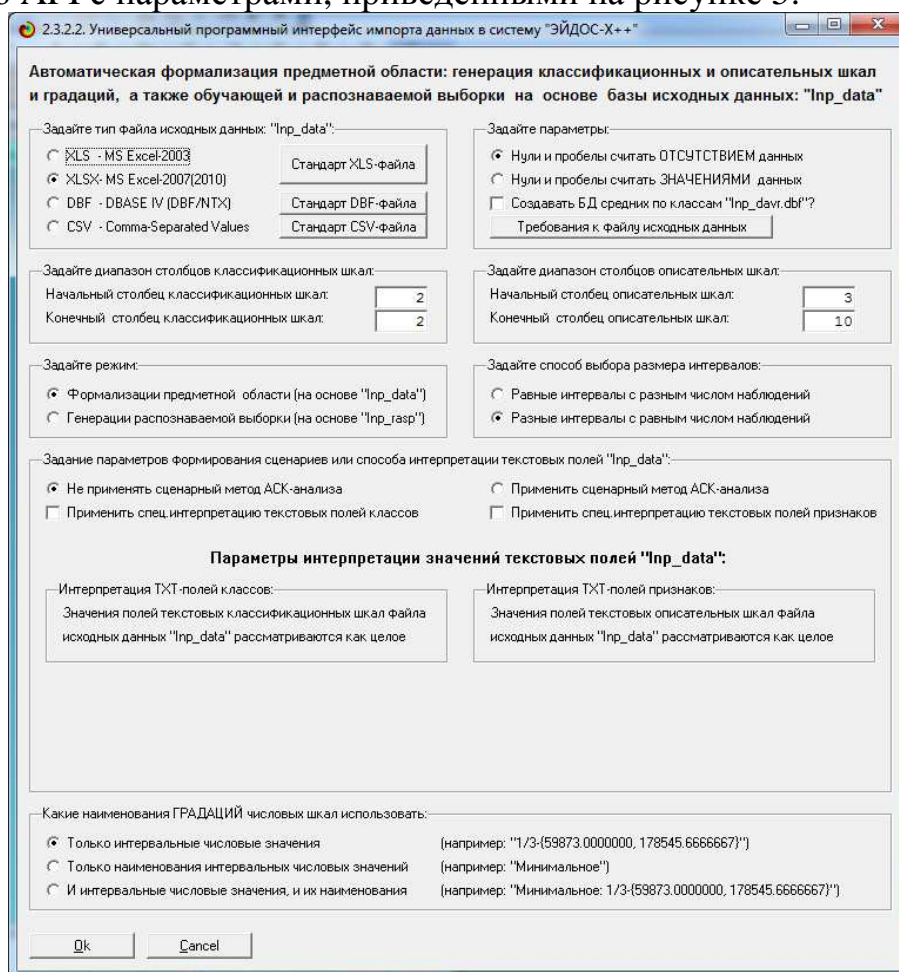 с параметрами, приведенными на рисунке 3.
2.3.2.2. Универсальный программный интерфейс импорта данных в систему "ЭЙДОС-X++"
Автоматическая формализация предметной области: генерация классификационных и описательных шкал
и градаций, а также обучающей и распознаваемой выборки на основе базы исходных данных: "Inp_data"
Задайте тип файла исходных данных: "Inp_data":
XLS - MS Excel-2003
XLSX- MS Excel-2007(2010)
DBF - DBASE IV (DBF/NTX)
CSV - Comma-Separated Values
Стандарт XLS-файла
Стандарт DBF-файла
Стандарт CSV-файла
Задайте параметры:
Нули и пробелы считать ОТСУТСТВИЕМ данных
Нули и пробелы считать ЗНАЧЕНИЯМИ данных
Создавать БД средних по классам "Inp_davr.dbf"?
Требования к файлу исходных данных
Задайте диапазон столбцов классификационных шкал:
Начальный столбец классификационных шкал: 2
Конечный столбец классификационных шкал: 2
Задайте диапазон столбцов описательных шкал:
Начальный столбец описательных шкал: 3
Конечный столбец описательных шкал: 10
Задайте режим:
Формализации предметной области (на основе "Inp_data")
Генерации распознаваемой выборки (на основе "Inp_rasp")
Задайте способ выбора размера интервалов:
Равные интервалы с разным числом наблюдений
Разные интервалы с равным числом наблюдений
Задание параметров формирования сценариев или способа интерпретации текстовых полей "Inp_data":
Не применять сценарный метод АСК-анализа
Применить спец.интерпретацию текстовых полей классов
Применить сценарный метод АСК-анализа
Применить спец.интерпретацию текстовых полей признаков
Параметры интерпретации значений текстовых полей "Inp_data":
Интерпретация TXT-полей классов:
Значения полей текстовых классификационных шкал файла
исходных данных "Inp_data" рассматриваются как целое
Интерпретация TXT-полей признаков:
Значения полей текстовых описательных шкал файла
исходных данных "Inp_data" рассматриваются как целое
Какие наименования ГРАДАЦИЙ числовых шкал использовать:
Только интервальные числовые значения (например: "1/3-{59873.0000000, 178545.6666667}")
Только наименования интервальных числовых значений (например: "Минимальное")
И интервальные числовые значения, и их наименования (например: "Минимальное: 1/3-{59873.0000000, 178545.6666667}")
Ok
Cancel